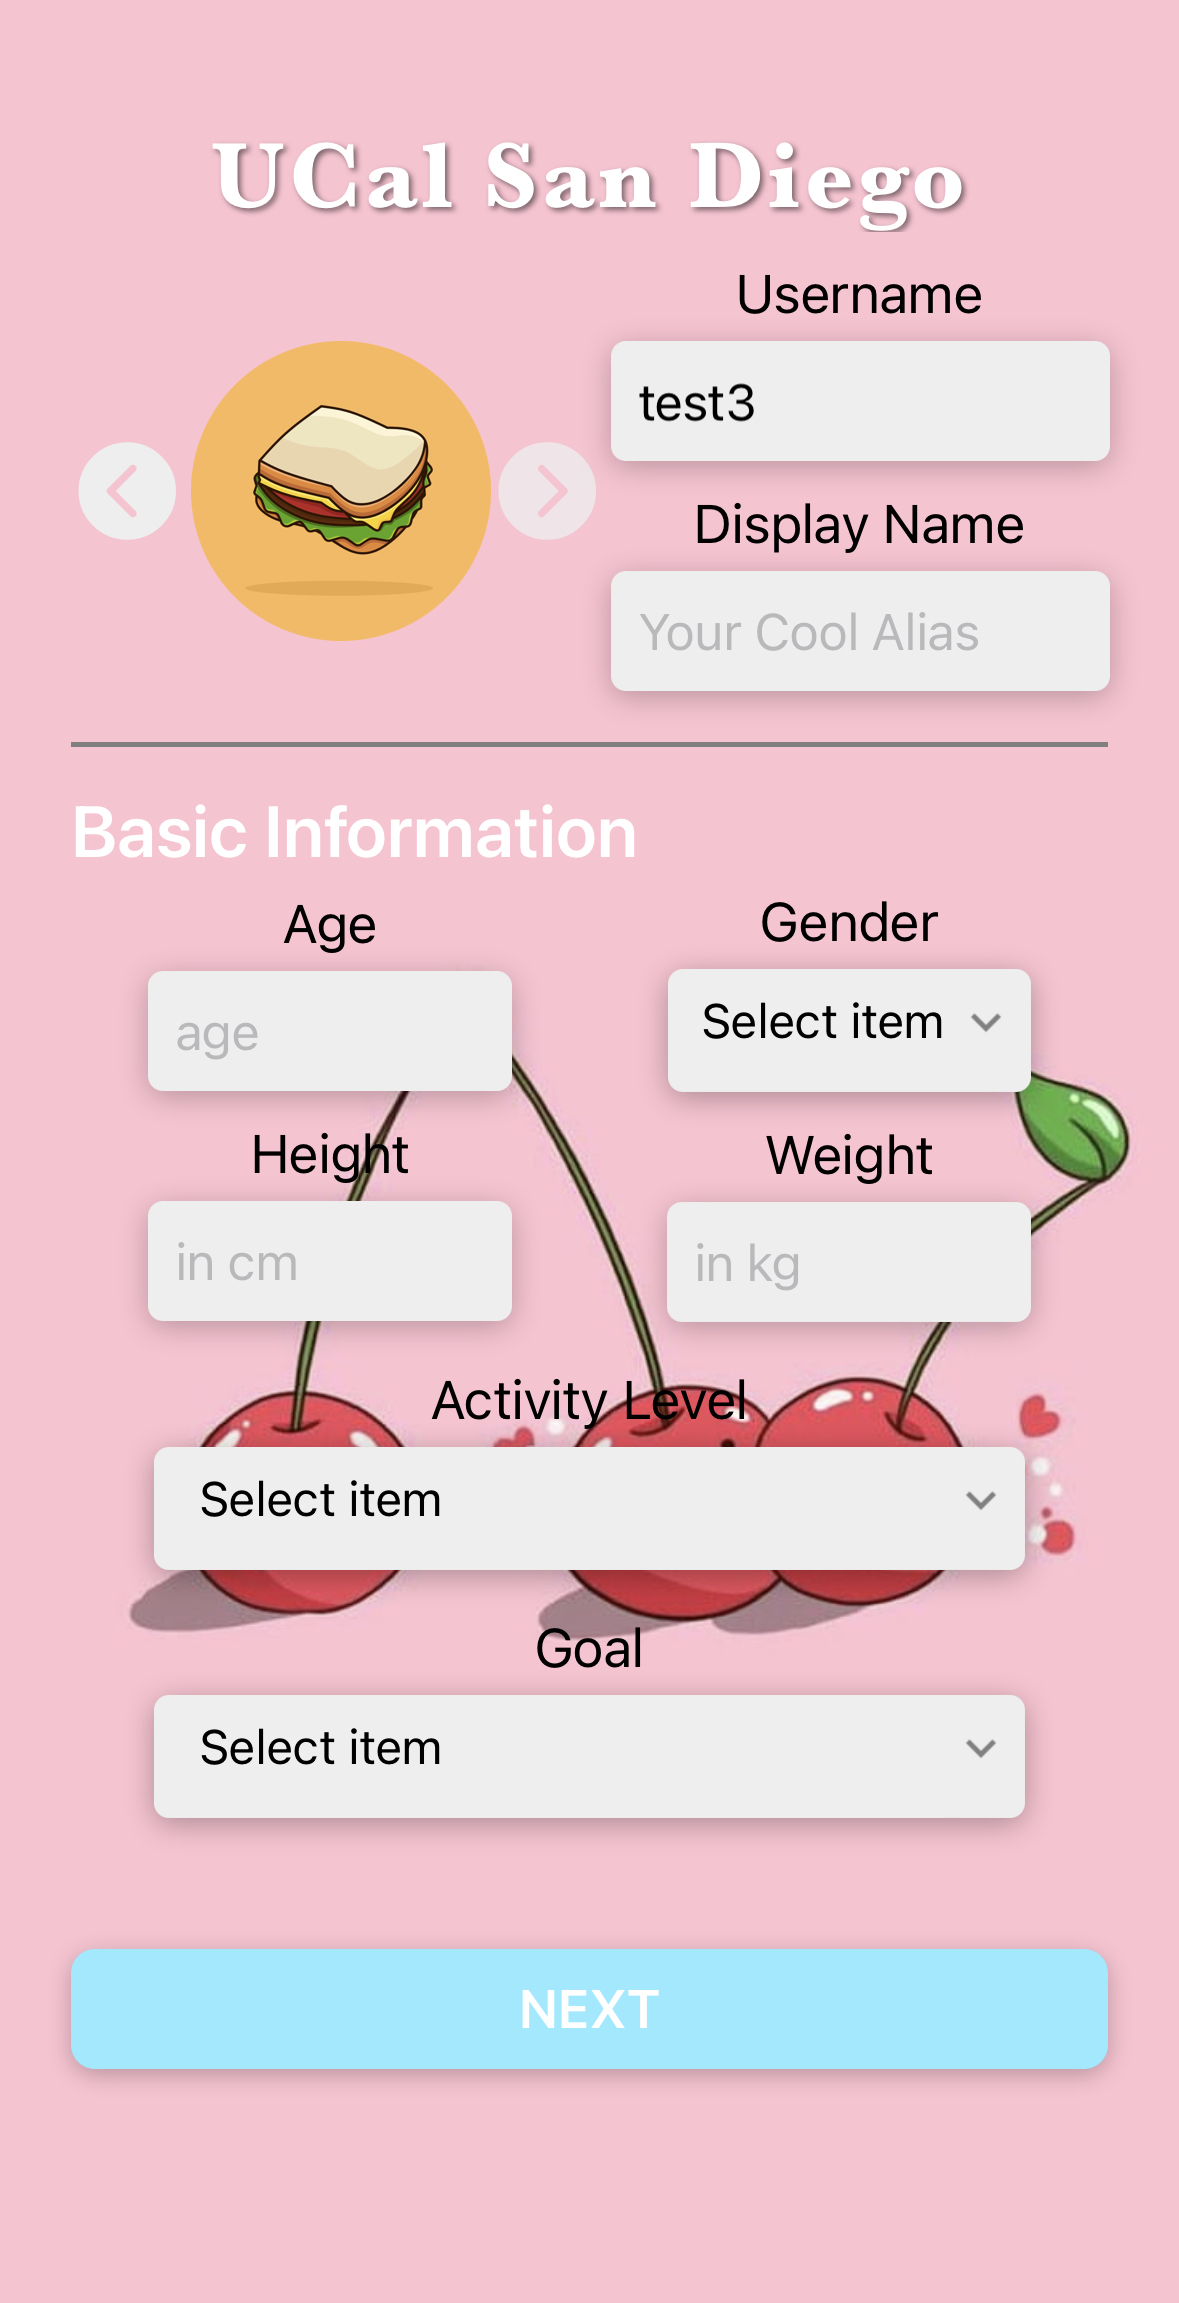 UCal San Diego
Username
test3
Display Name
Your Cool Alias
Basic Information
Age
Gender
age
Select item
Height
Weight
in cm
in kg
Activity Level
Select item
Goal
Select item
NEXT